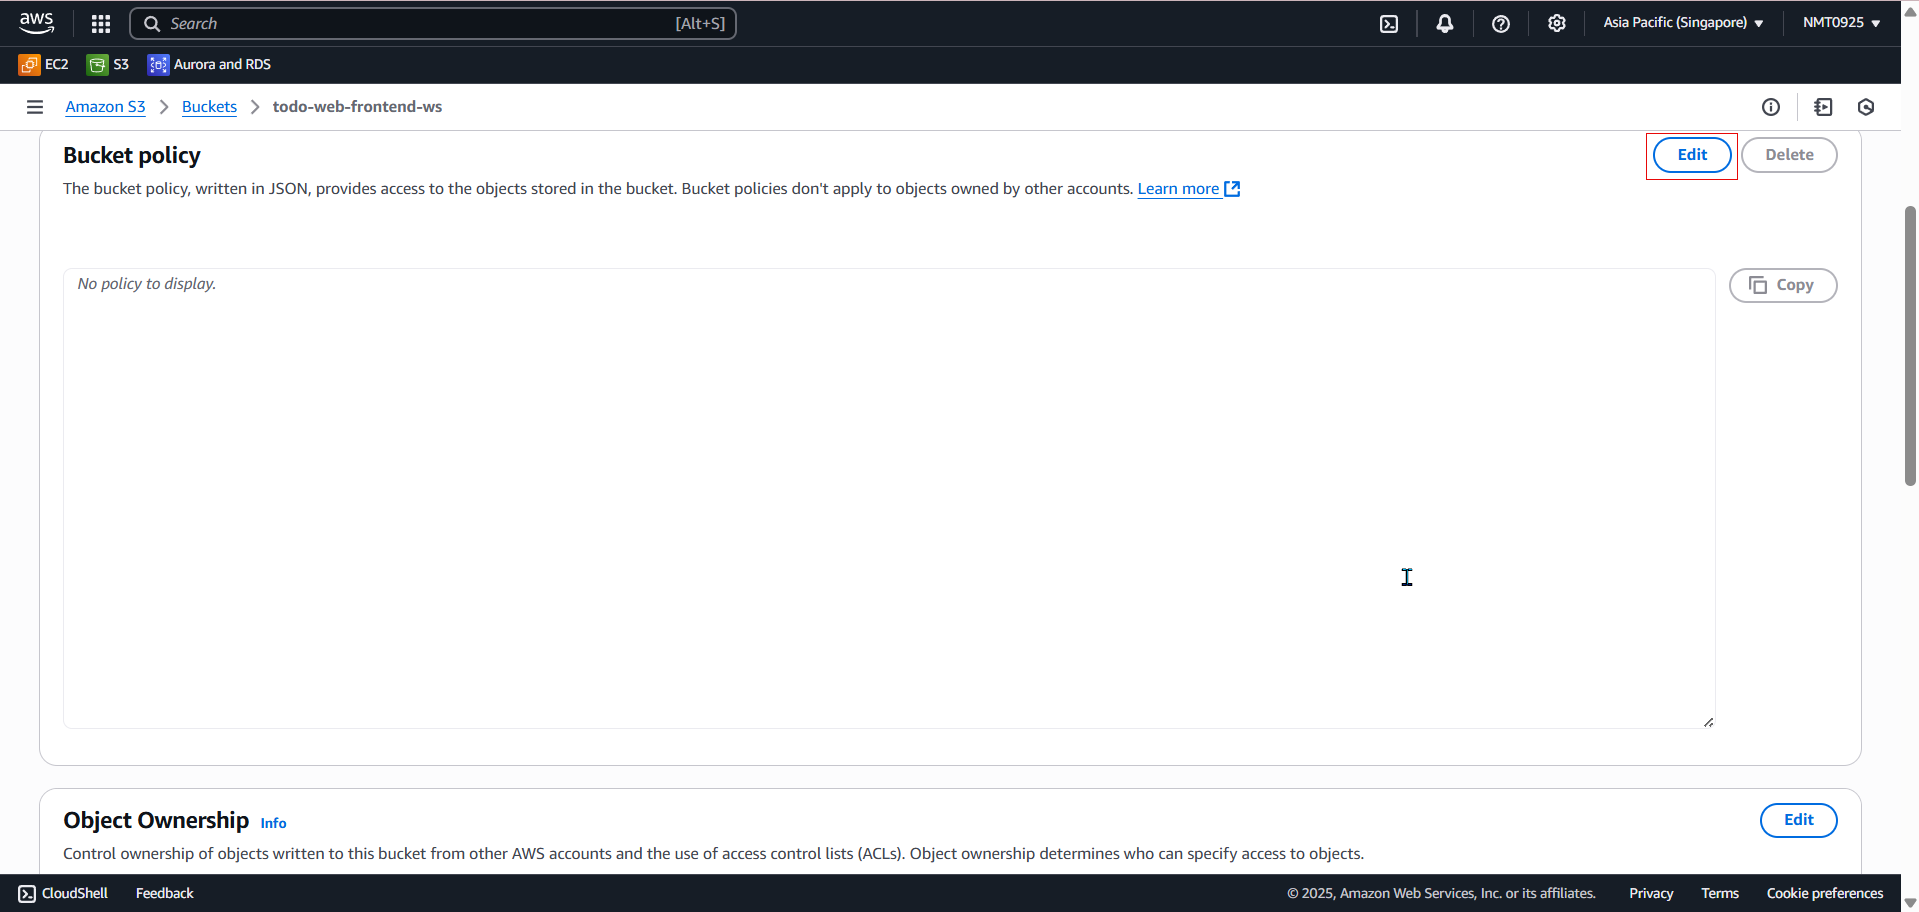 aws
Search [Alt+S]
Asia Pacific (Singapore)
NMT0925
EC2
S3
Aurora and RDS
Amazon S3
Buckets
todo-web-frontend-ws
Bucket policy
Edit
Delete
The bucket policy, written in JSON, provides access to the objects stored in the bucket. Bucket policies don't apply to objects owned by other accounts. Learn more
No policy to display.
Copy
Object Ownership Info
Edit
Control ownership of objects written to this bucket from other AWS accounts and the use of access control lists (ACLs). Object ownership determines who can specify access to objects.
CloudShell
Feedback
© 2025, Amazon Web Services, Inc. or its affiliates.
Privacy
Terms
Cookie preferences